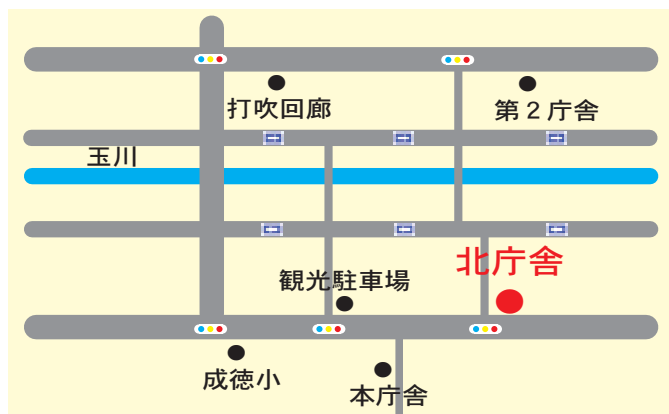 打吹回廊
第２庁舎
玉川
北庁舎
観光駐車場
成徳小
本庁舎